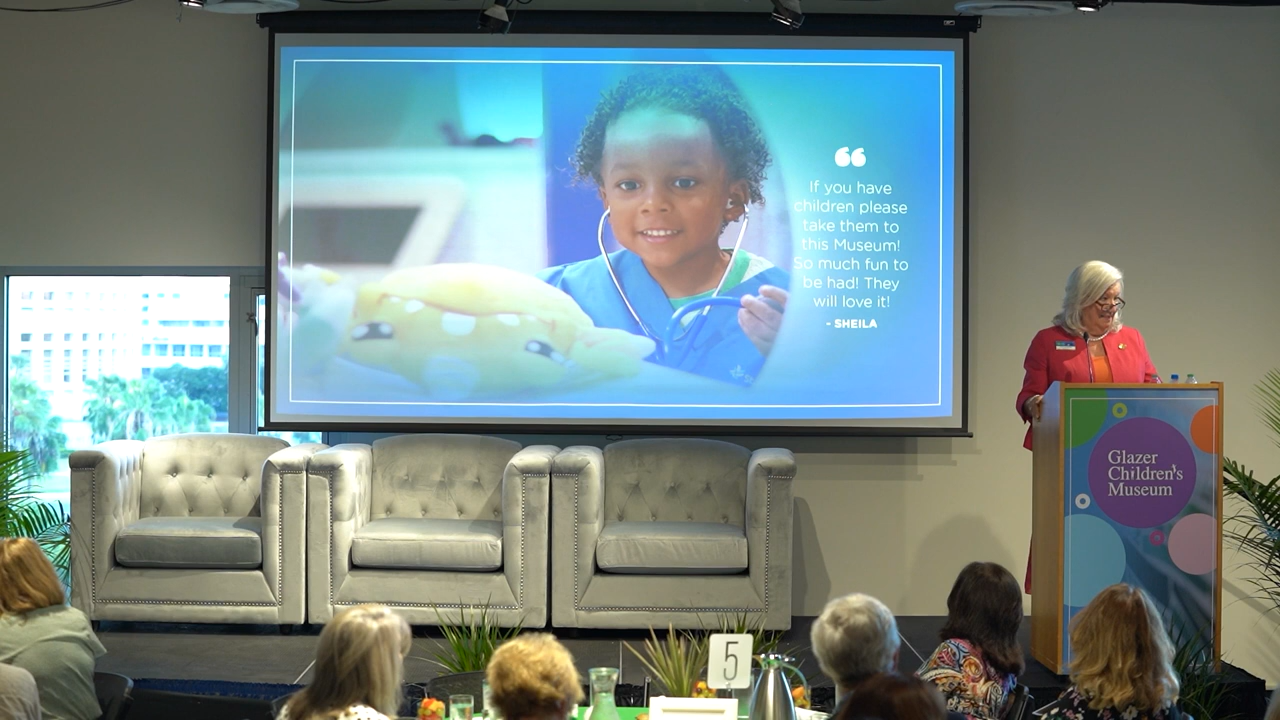 ❝
If you have
children please
take them to
this Museum!
So much fun to
be had! They
will love it!
- SHEILA
Glazer
Children's
Museum
5